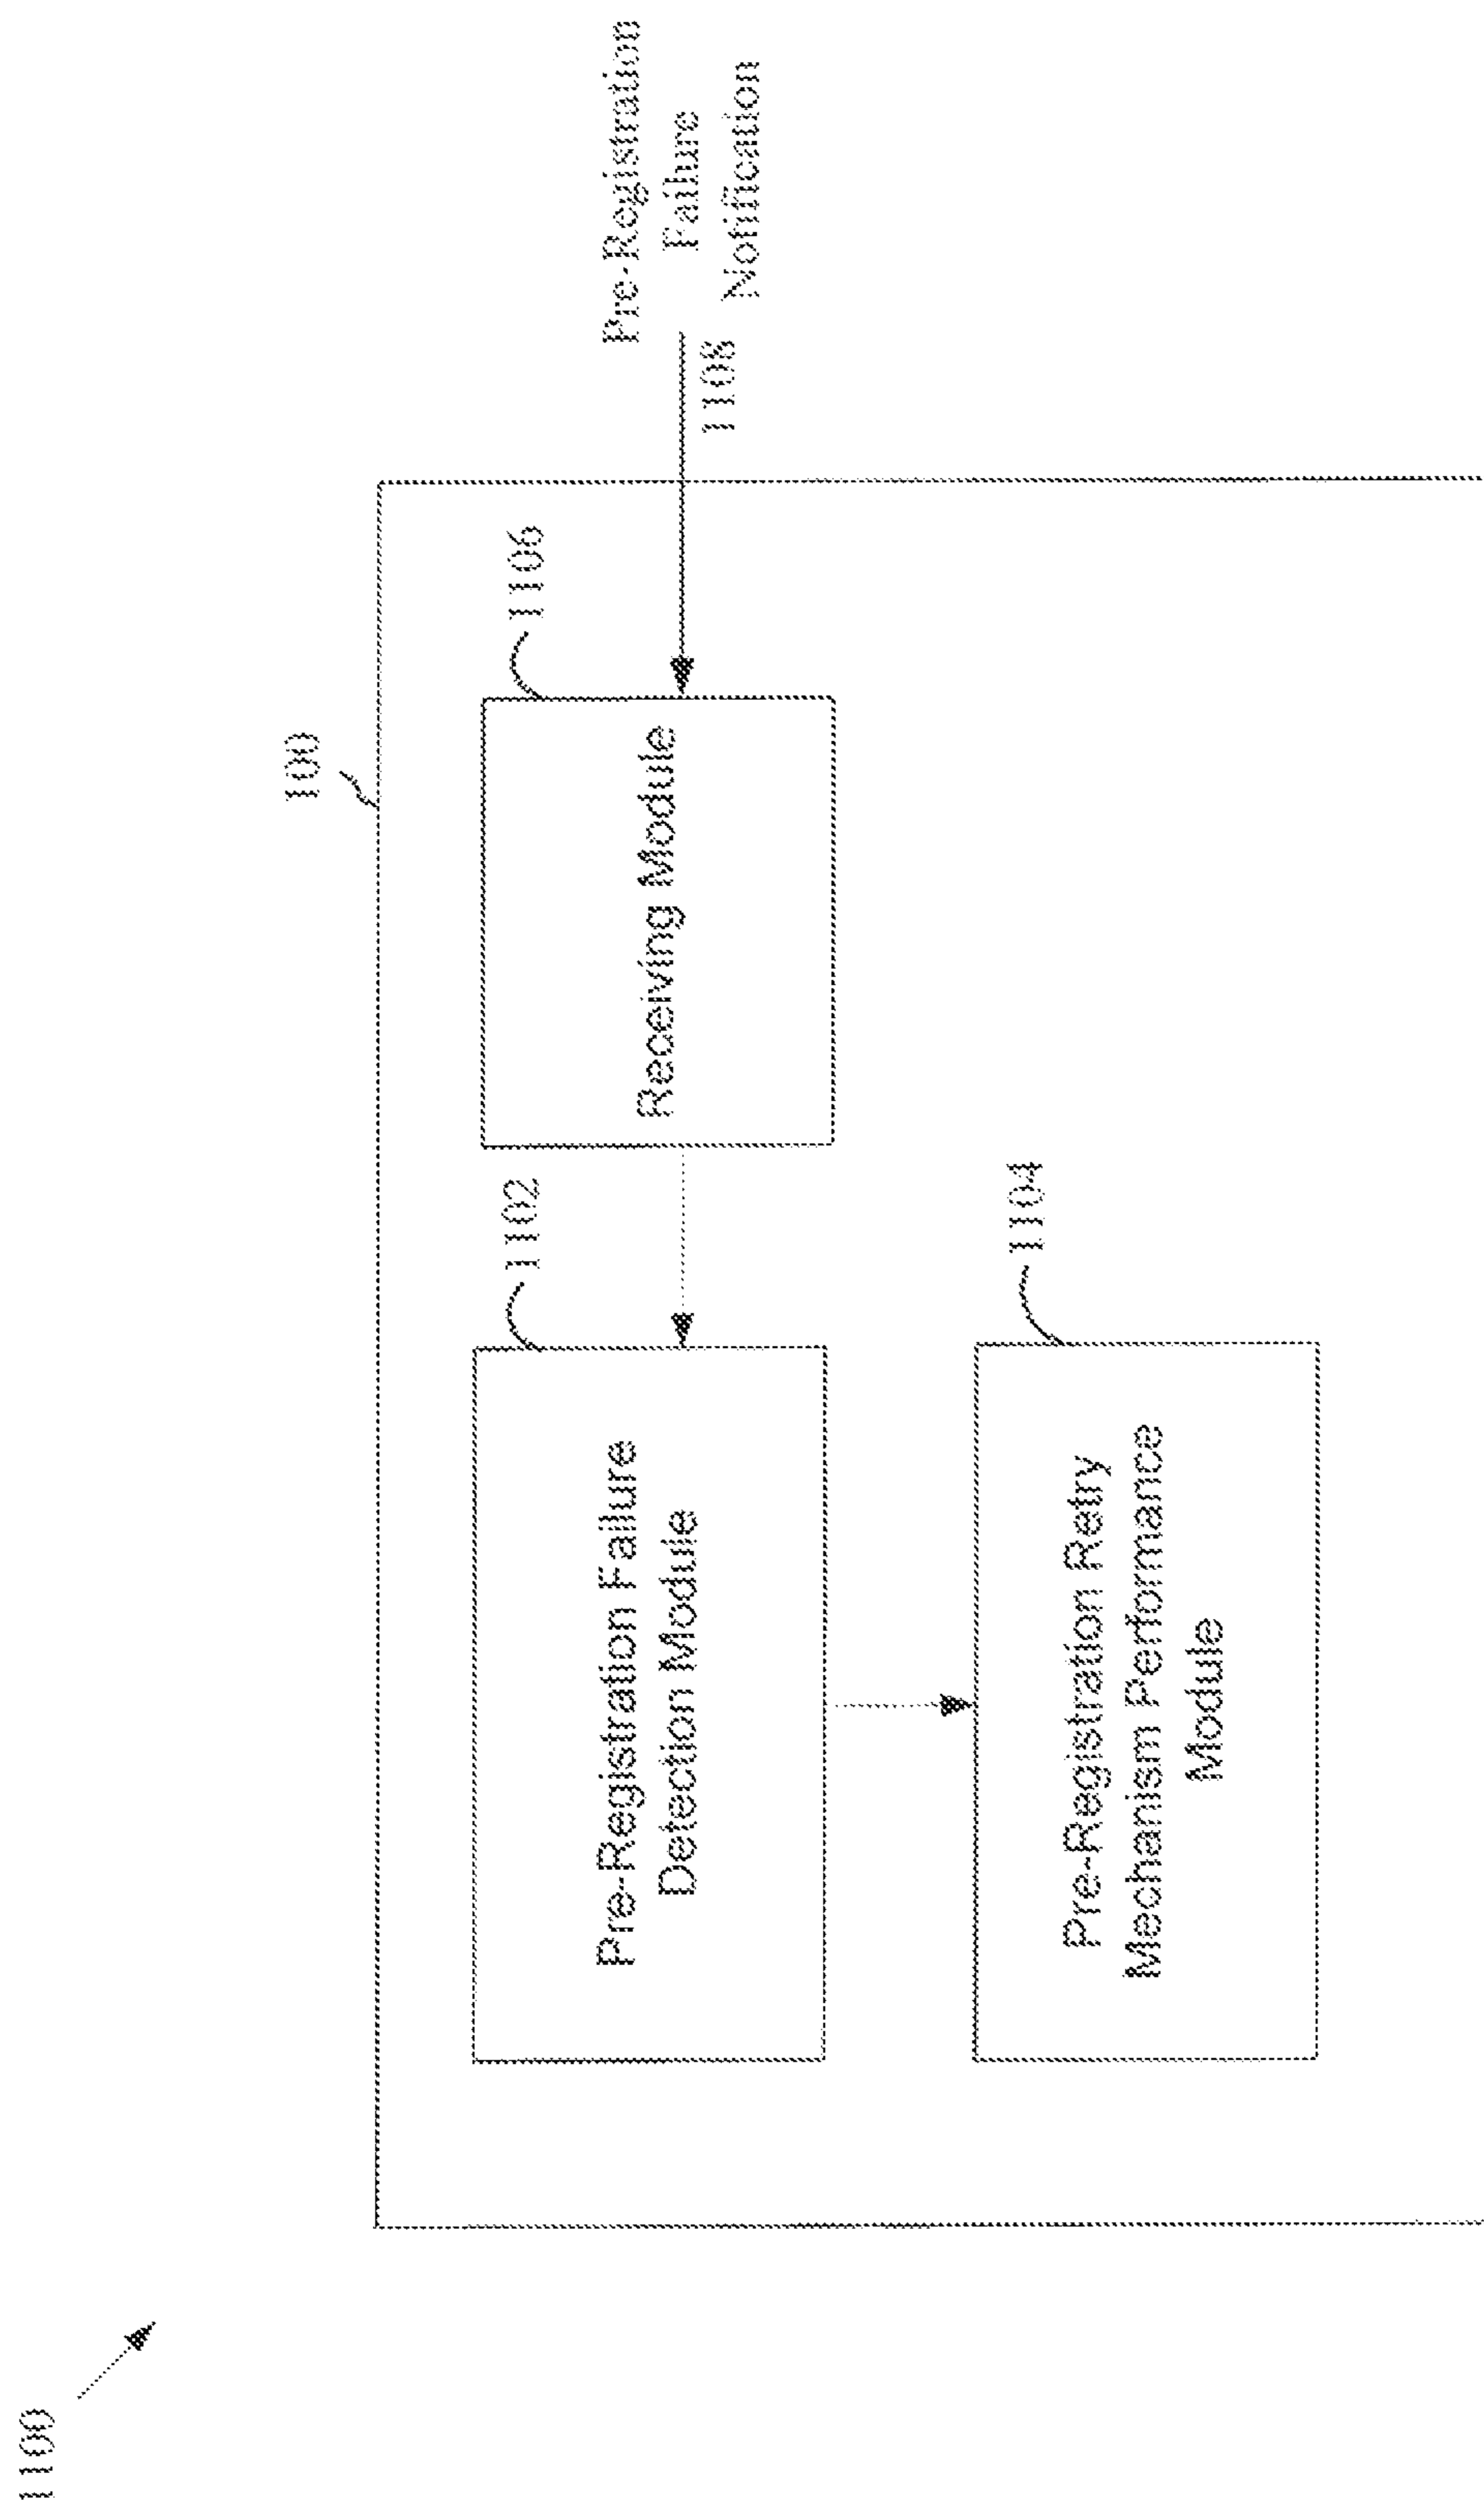 1100
100
Pre-Registration Failure
Detection Module
1102
Receiving Module
1106
Pre-Registration
Failure
Notification
1108
Pre-Registration Retry
Mechanism Performance
Module
1104